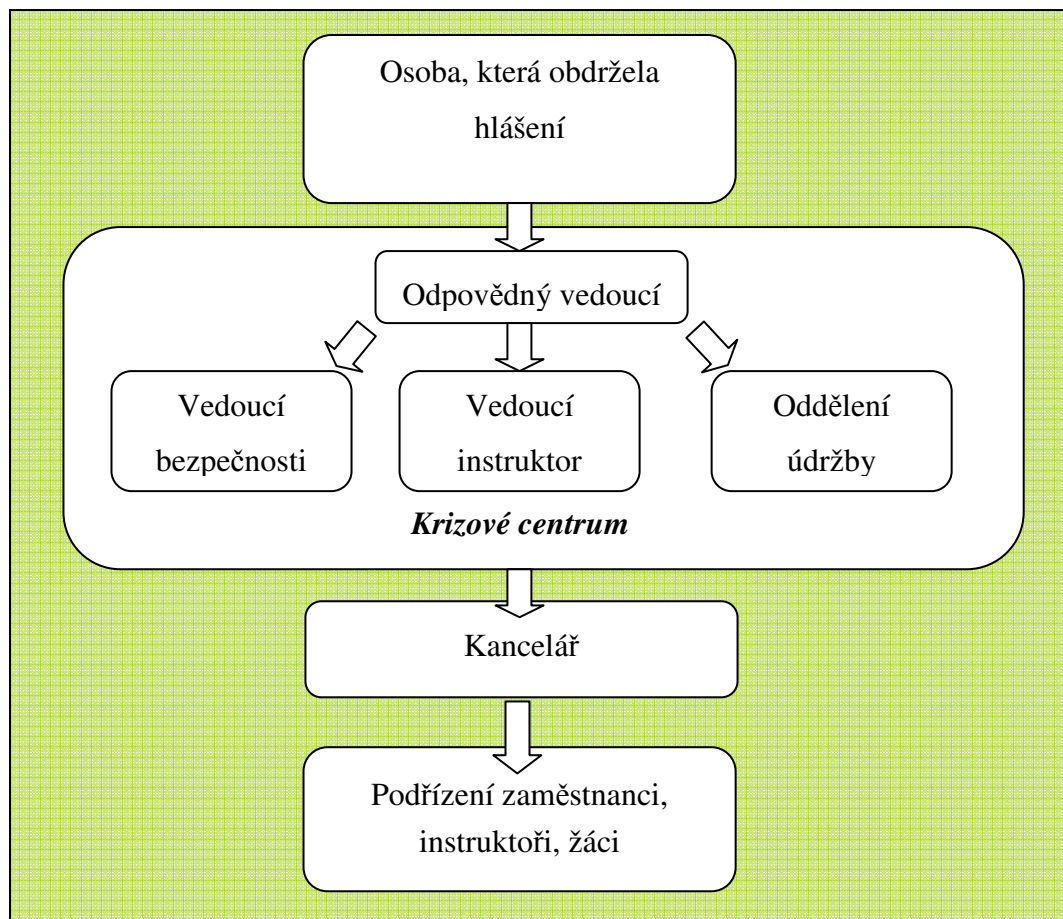 Osoba, která obdržela
hlášení
Odpovědný vedoucí
Vedoucí
bezpečnosti
Vedoucí
instruktor
Oddělení
údržby
Krizové centrum
Kancelář
Podřízení zaměstnanci,
instruktoři, žáci